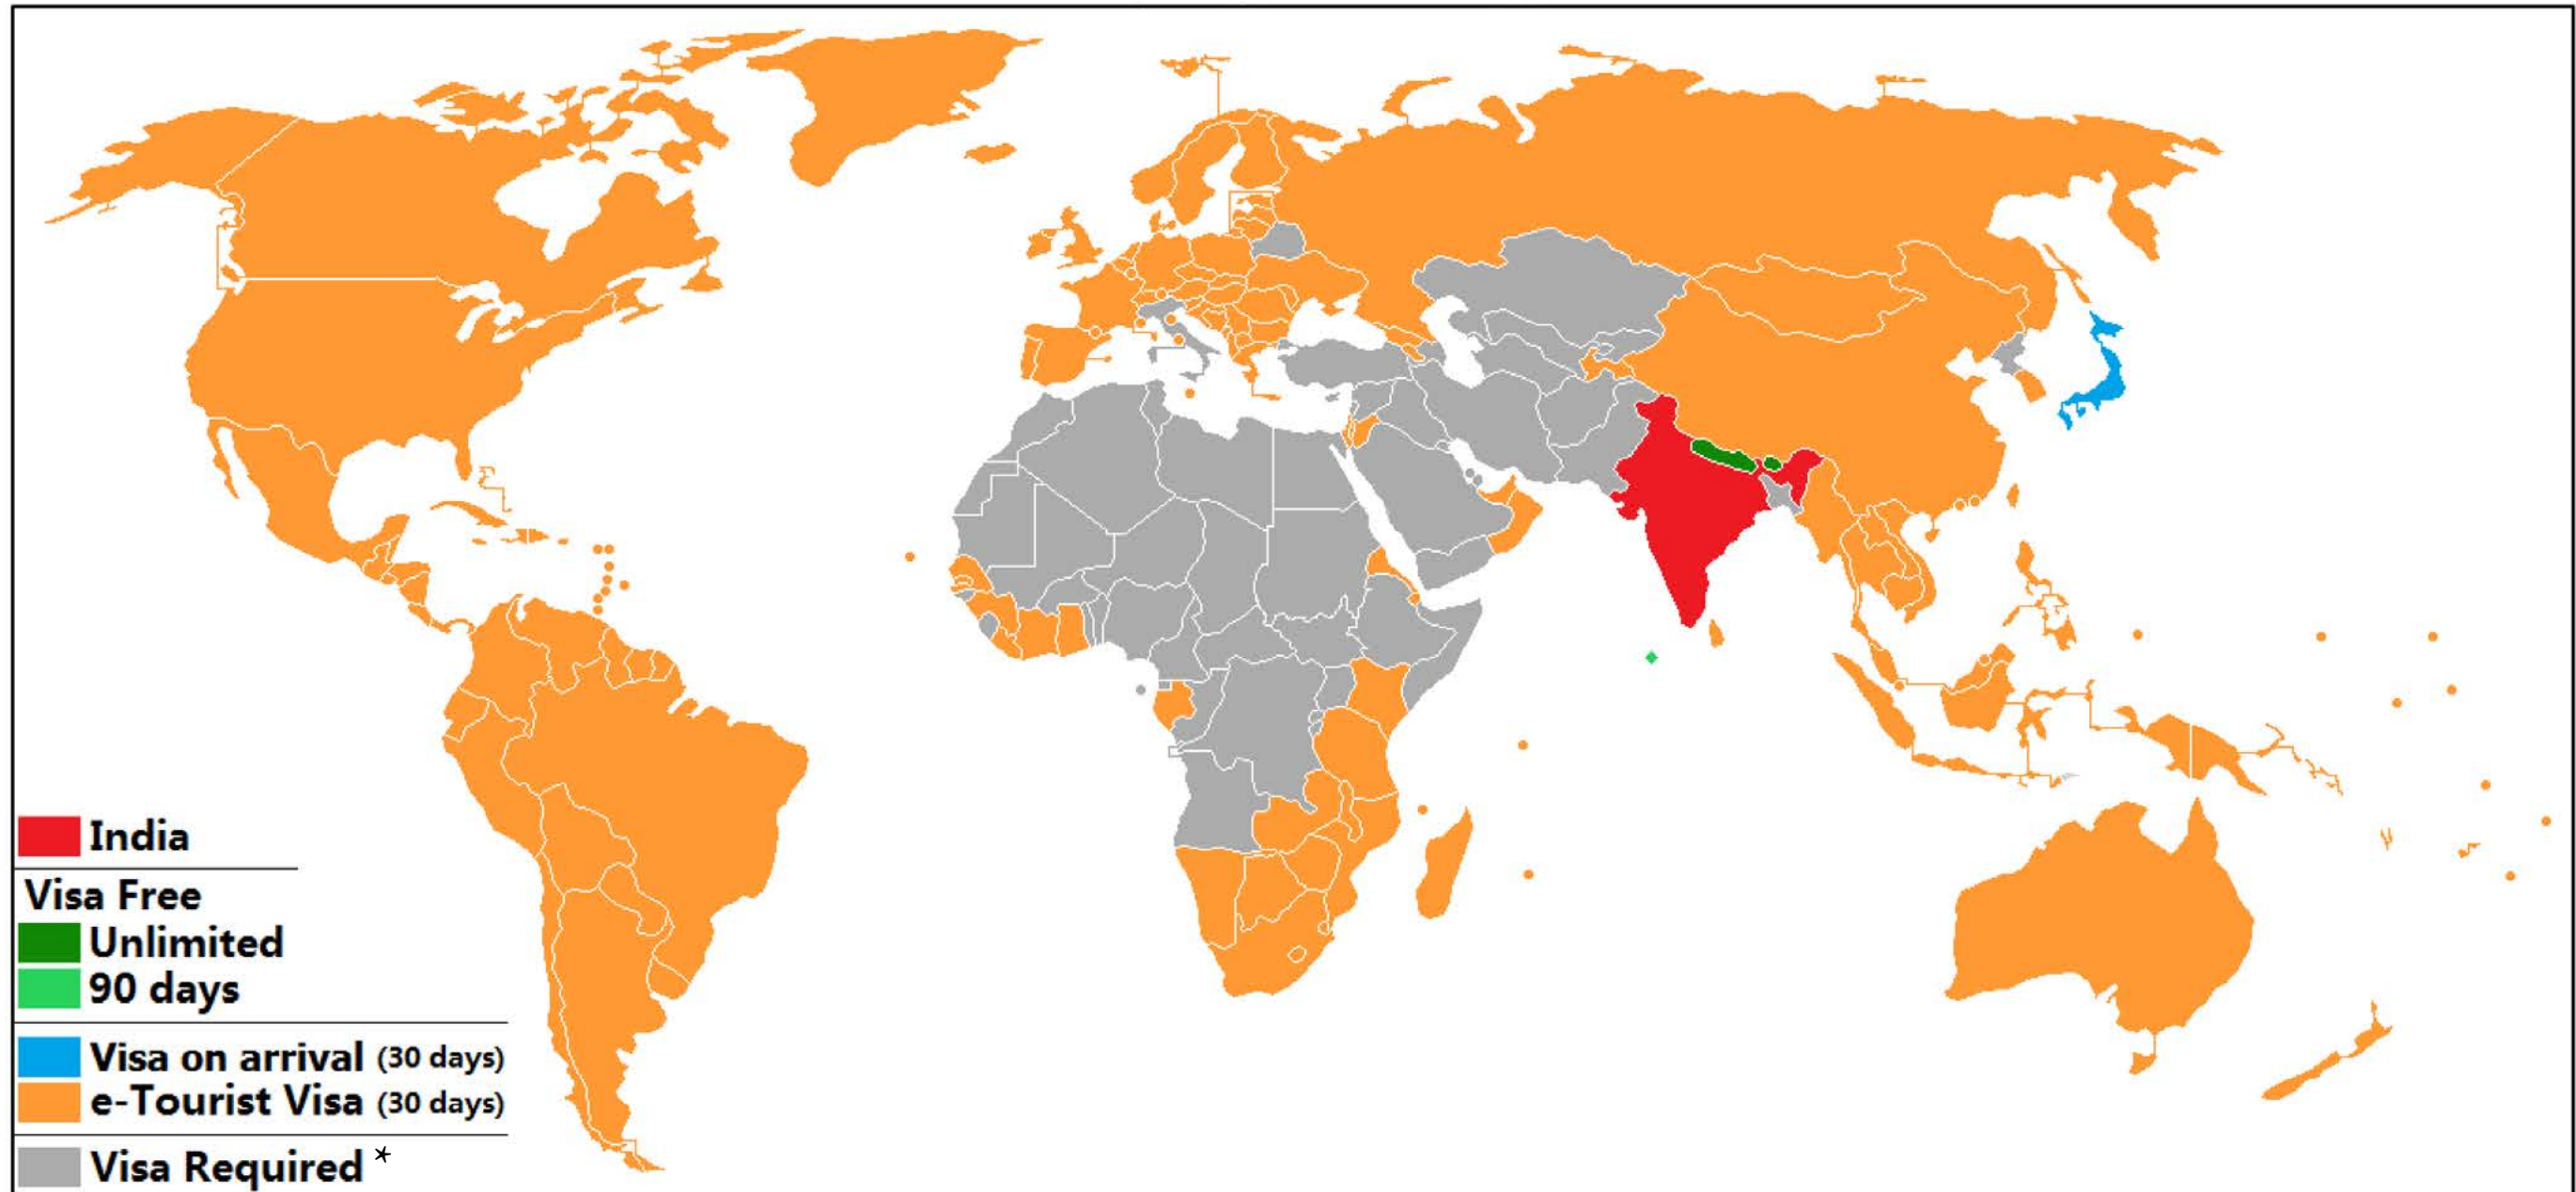 India
Visa Free
Unlimited
90 days
Visa on arrival (30 days)
e-Tourist Visa (30 days)
Visa Required *